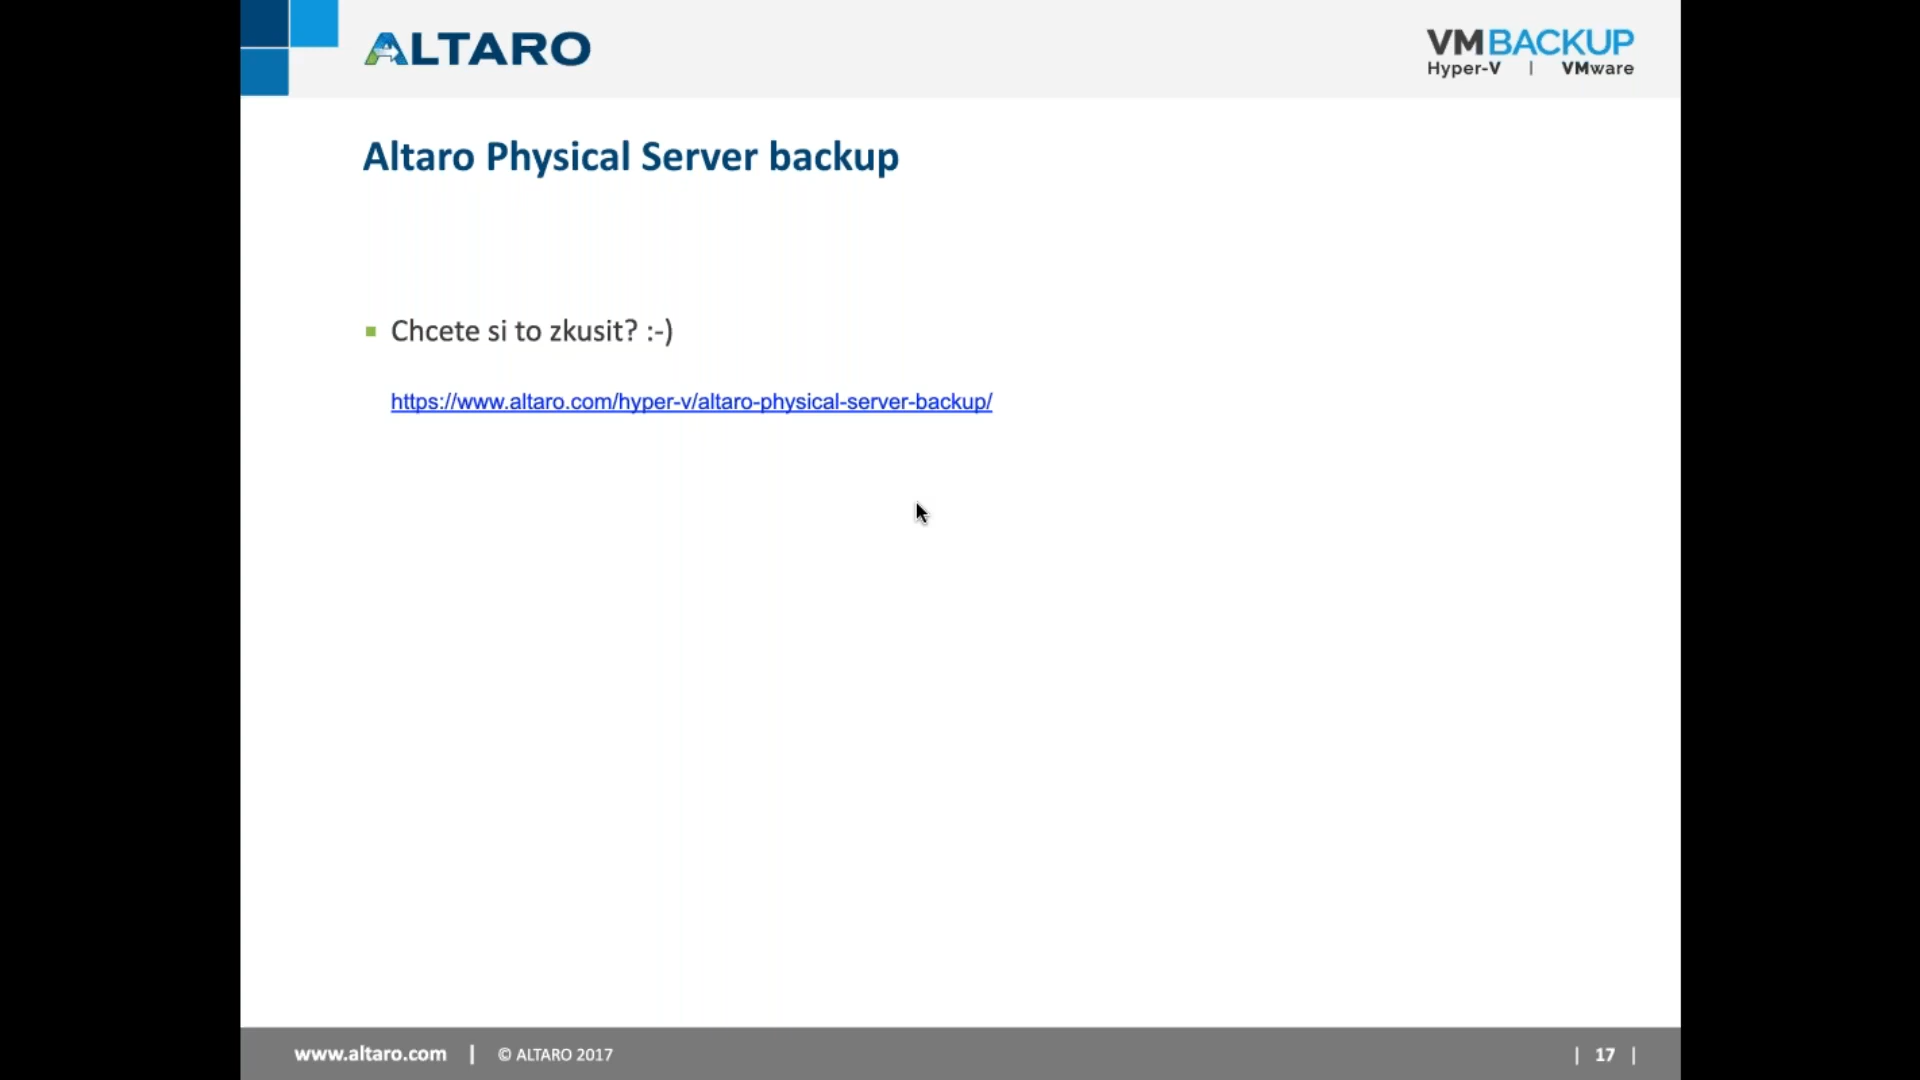 ALTARO
VMBACKUP
Hyper-V | VMware
Altaro Physical Server backup
Chcete si to zkusit? :-)
https://www.altaro.com/hyper-v/altaro-physical-server-backup/
www.altaro.com | © ALTARO 2017
| 17 |